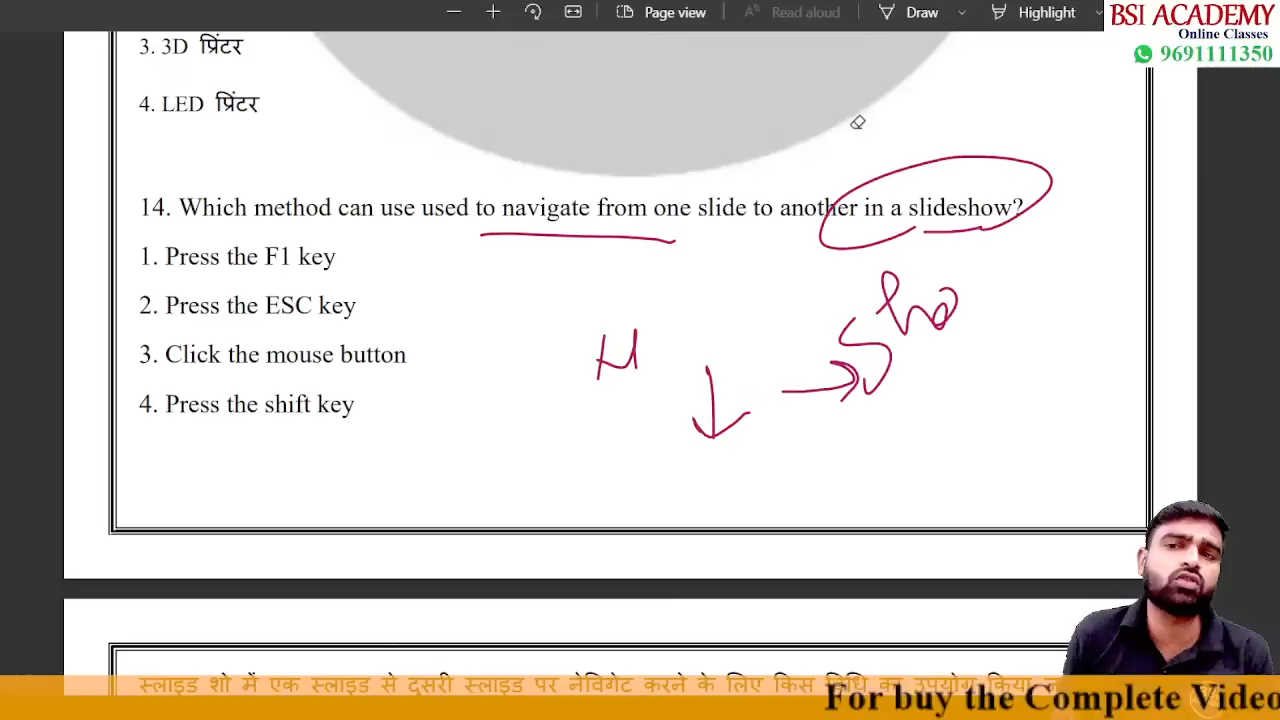 Page view
Read aloud
Draw
Highlight
BSI ACADEMY
Online Classes
9691111350
3. 3D प्रिंटर
4. LED प्रिंटर
14. Which method can use used to navigate from one slide to another in a slideshow?
1. Press the F1 key
2. Press the ESC key
3. Click the mouse button
4. Press the shift key
Sho
स्लाइड शो में एक स्लाइड से दूसरी स्लाइड पर नेविगेट करने के लिए किस विधि का उपयोग किया
For buy the Complete Video